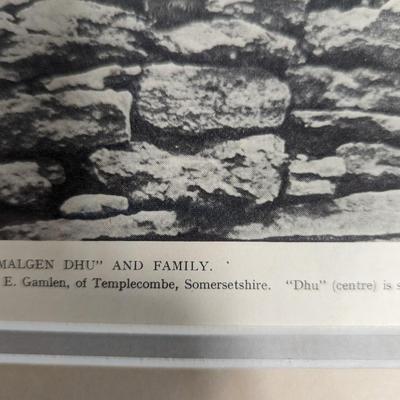 MALGEN DHU" AND FAMILY.
E. Gamlen, of Templecombe, Somersetshire. "Dhu" (centre) is s